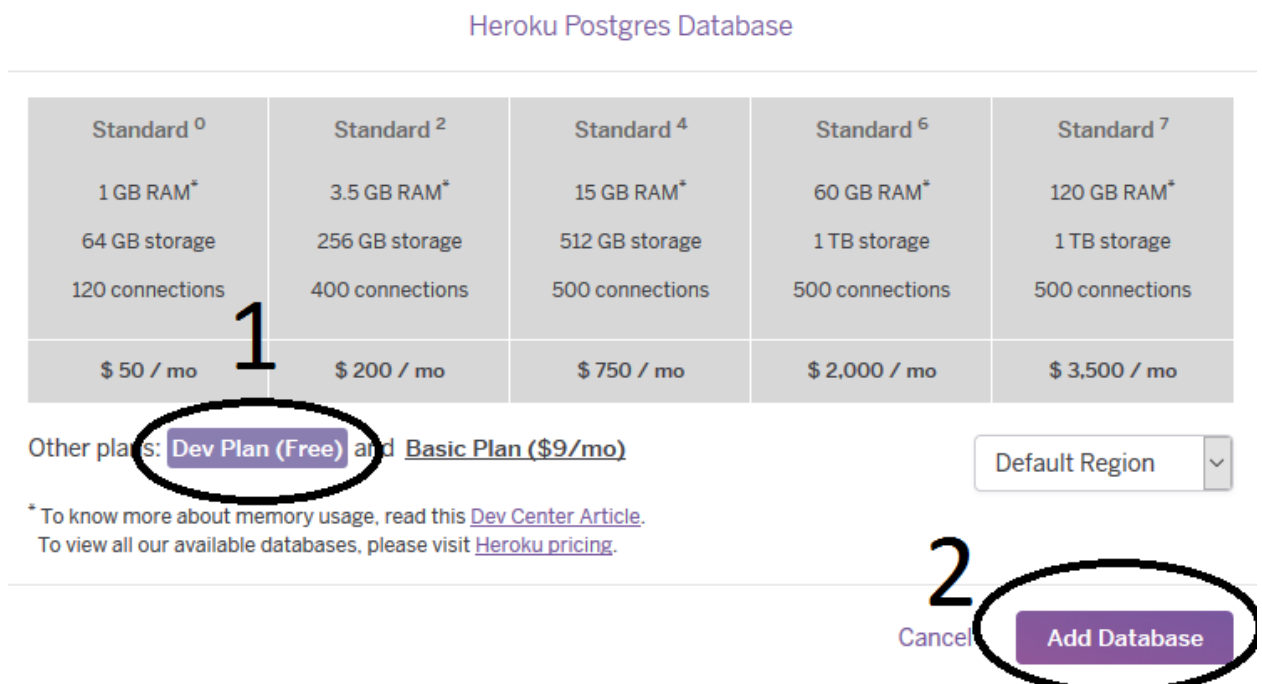 Heroku Postgres Database
Standard 0 Standard 2 Standard 4 Standard 6 Standard 7
1 GB RAM* 3.5 GB RAM* 15 GB RAM* 60 GB RAM* 120 GB RAM*
64 GB storage 256 GB storage 512 GB storage 1 TB storage 1 TB storage
120 connections 400 connections 500 connections 500 connections 500 connections
1
$ 50 / mo $ 200 / mo $ 750 / mo $ 2,000 / mo $ 3,500 / mo
Other plans: Dev Plan (Free) and Basic Plan ($9/mo)
Default Region
* To know more about memory usage, read this Dev Center Article.
To view all our available databases, please visit Heroku pricing.
2
Cancel Add Database